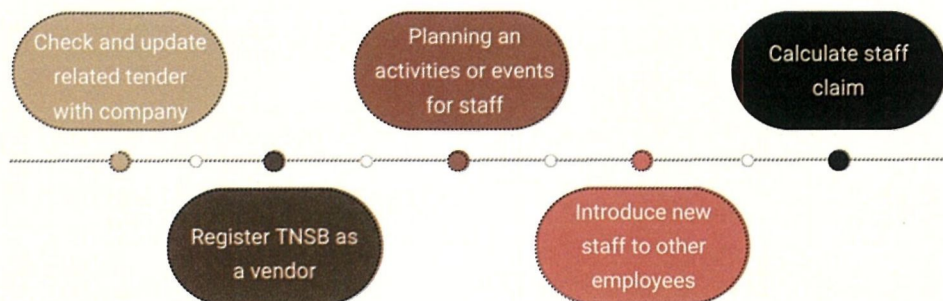 Check and update
related tender
with company
Planning an
activities or events
for staff
Calculate staff
claim
Register TNSB as
a vendor
Introduce new
staff to other
employees